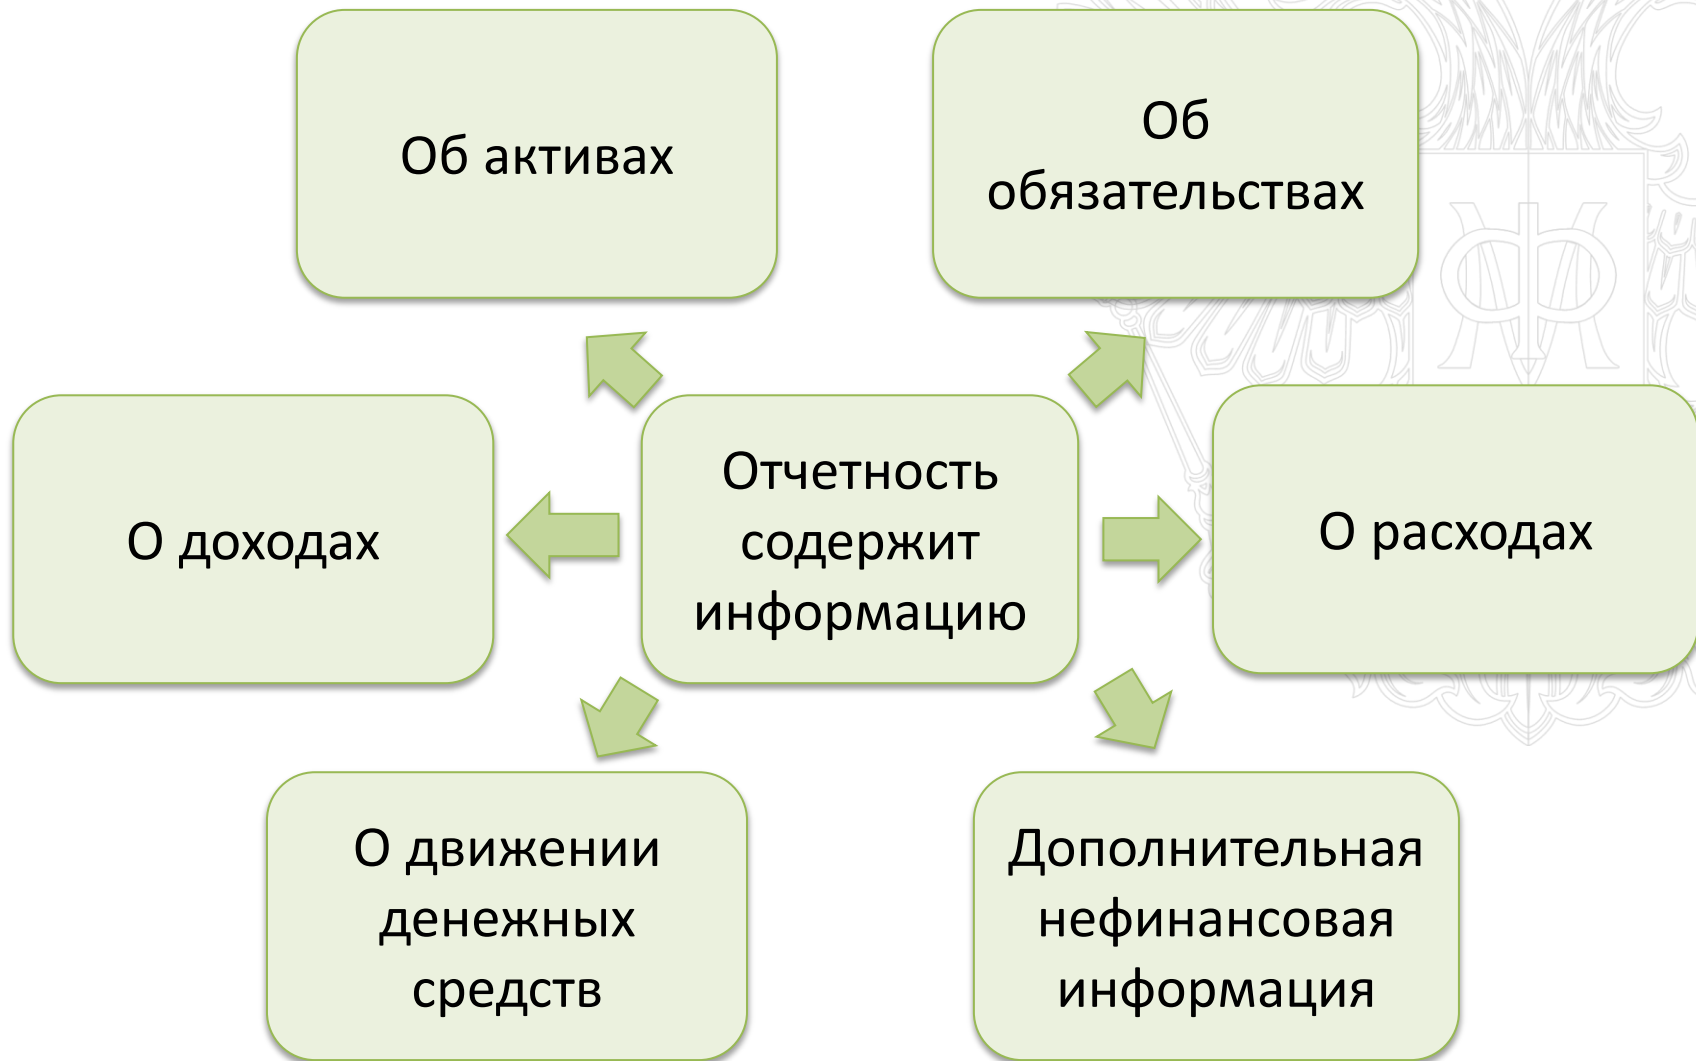 Об активах
Об
обязательствах
О доходах
Отчетность
содержит
информацию
О расходах
О движении
денежных
средств
Дополнительная
нефинансовая
информация